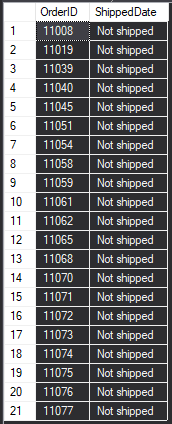 OrderID ShippedDate
1 11008 Not shipped
2 11019 Not shipped
3 11039 Not shipped
4 11040 Not shipped
5 11045 Not shipped
6 11051 Not shipped
7 11054 Not shipped
8 11058 Not shipped
9 11059 Not shipped
10 11061 Not shipped
11 11062 Not shipped
12 11065 Not shipped
13 11068 Not shipped
14 11070 Not shipped
15 11071 Not shipped
16 11072 Not shipped
17 11073 Not shipped
18 11074 Not shipped
19 11075 Not shipped
20 11076 Not shipped
21 11077 Not shipped